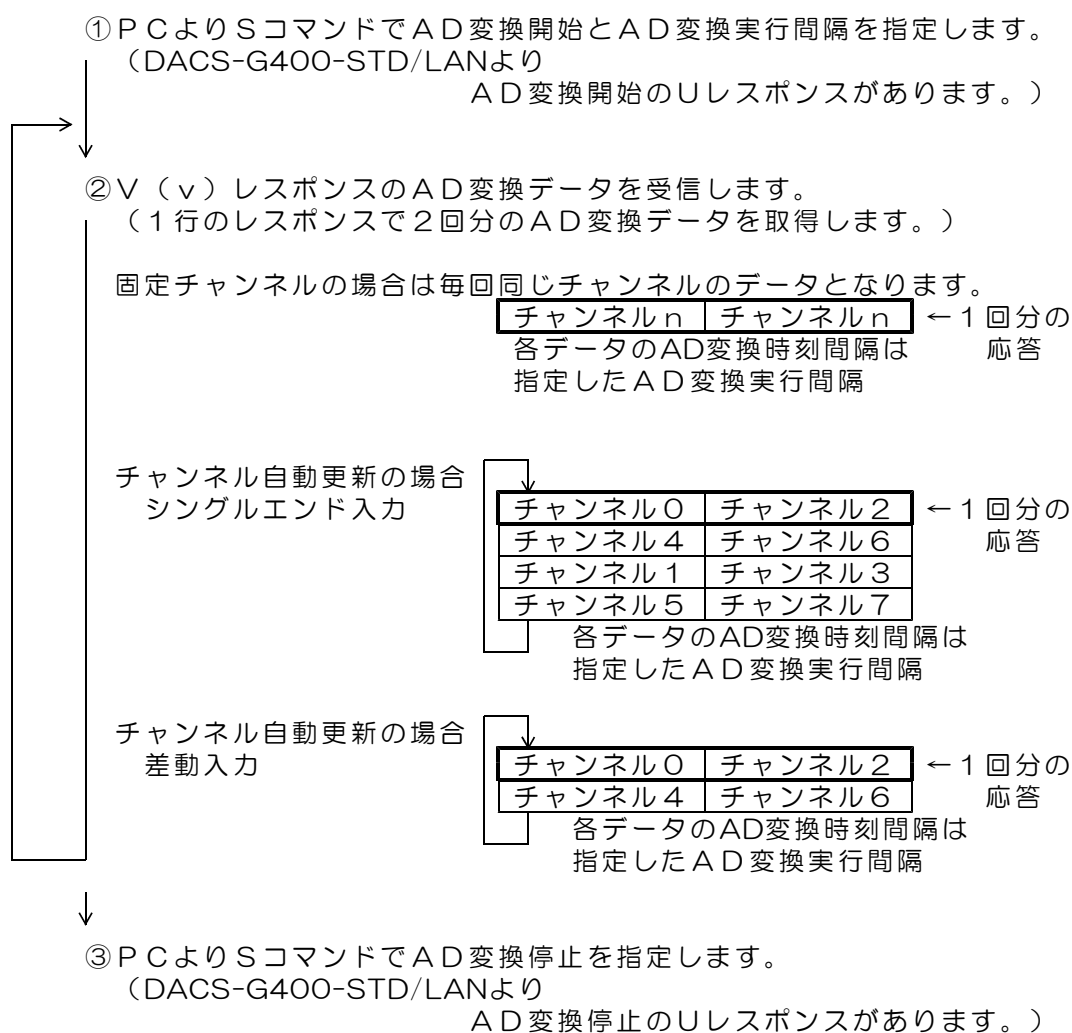 ①ＰＣよりＳコマンドでＡＤ変換開始とＡＤ変換実行間隔を指定します。
（DACS-G400-STD/LANより
ＡＤ変換開始のＵレスポンスがあります。）
②Ｖ（ｖ）レスポンスのＡＤ変換データを受信します。
（１行のレスポンスで２回分のＡＤ変換データを取得します。）
固定チャンネルの場合は毎回同じチャンネルのデータとなります。
チャンネルｎ チャンネルｎ ←１回分の
各データのAD変換時刻間隔は 応答
指定したＡＤ変換実行間隔
チャンネル自動更新の場合
シングルエンド入力 チャンネル０ チャンネル２ ←１回分の
チャンネル４ チャンネル６ 応答
チャンネル１ チャンネル３
チャンネル５ チャンネル７
各データのAD変換時刻間隔は
指定したＡＤ変換実行間隔
チャンネル自動更新の場合
差動入力 チャンネル０ チャンネル２ ←１回分の
チャンネル４ チャンネル６ 応答
各データのAD変換時刻間隔は
指定したＡＤ変換実行間隔
③ＰＣよりＳコマンドでＡＤ変換停止を指定します。
（DACS-G400-STD/LANより
ＡＤ変換停止のＵレスポンスがあります。）